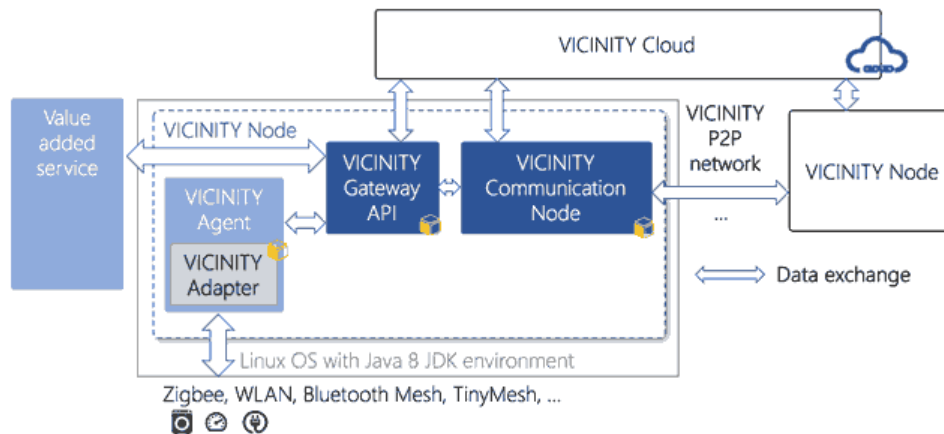 VICINITY Cloud
CLOUD
Value
added
service
VICINITY Node
VICINITY
Gateway
API
VICINITY
Communication
Node
VICINITY
P2P
network
...
VICINITY Node
VICINITY
Agent
VICINITY
Adapter
Data exchange
Linux OS with Java 8 JDK environment
Zigbee, WLAN, Bluetooth Mesh, TinyMesh, ...